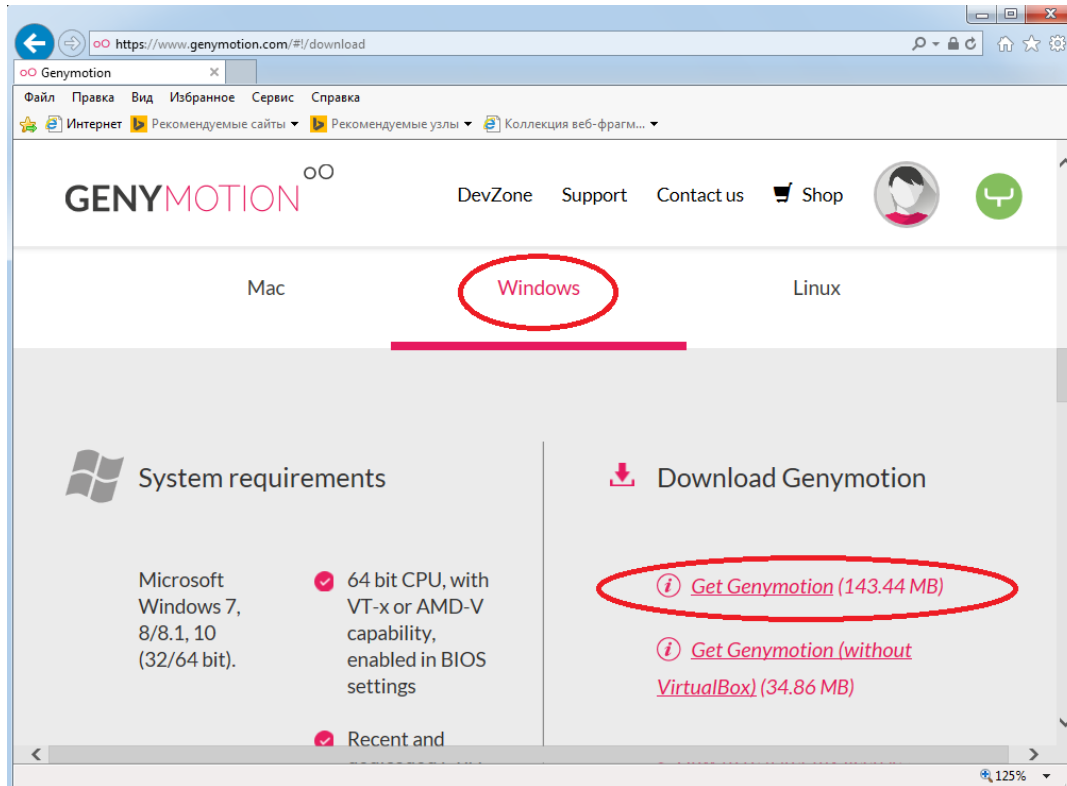 https://www.genymotion.com/#!/download
Genymotion
Файл Правка Вид Избранное Сервис Справка
Интернет Рекомендуемые сайты Рекомендуемые узлы Коллекция веб-фрагм...
GENYMOTION
DevZone Support Contact us Shop
Mac Windows Linux
System requirements
Microsoft
Windows 7,
8/8.1, 10
(32/64 bit).
64 bit CPU, with
VT-x or AMD-V
capability,
enabled in BIOS
settings
Recent and
Download Genymotion
Get Genymotion (143.44 MB)
Get Genymotion (without
VirtualBox) (34.86 MB)
125%